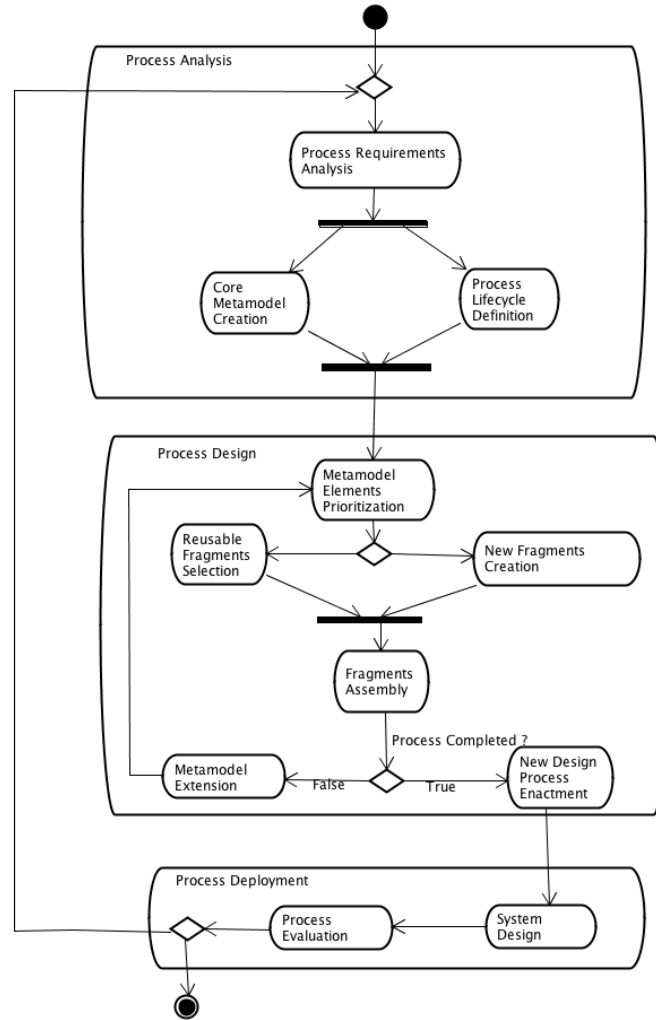 Process Analysis
Process Requirements
Analysis
Core
Metamodel
Creation
Process
Lifecycle
Definition
Process Design
Metamodel
Elements
Prioritization
Reusable
Fragments
Selection
New Fragments
Creation
Fragments
Assembly
Process Completed ?
Metamodel
Extension
False
True
New Design
Process
Enactment
Process Deployment
Process
Evaluation
System
Design